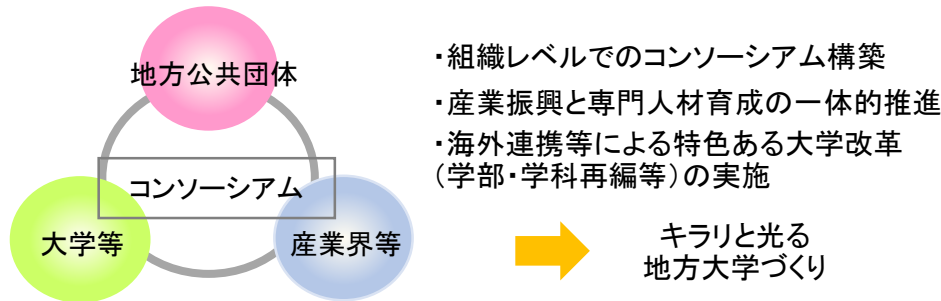 地方公共団体
コンソーシアム
大学等
産業界等
・組織レベルでのコンソーシアム構築
・産業振興と専門人材育成の一体的推進
・海外連携等による特色ある大学改革
（学部・学科再編等）の実施
キラリと光る
地方大学づくり